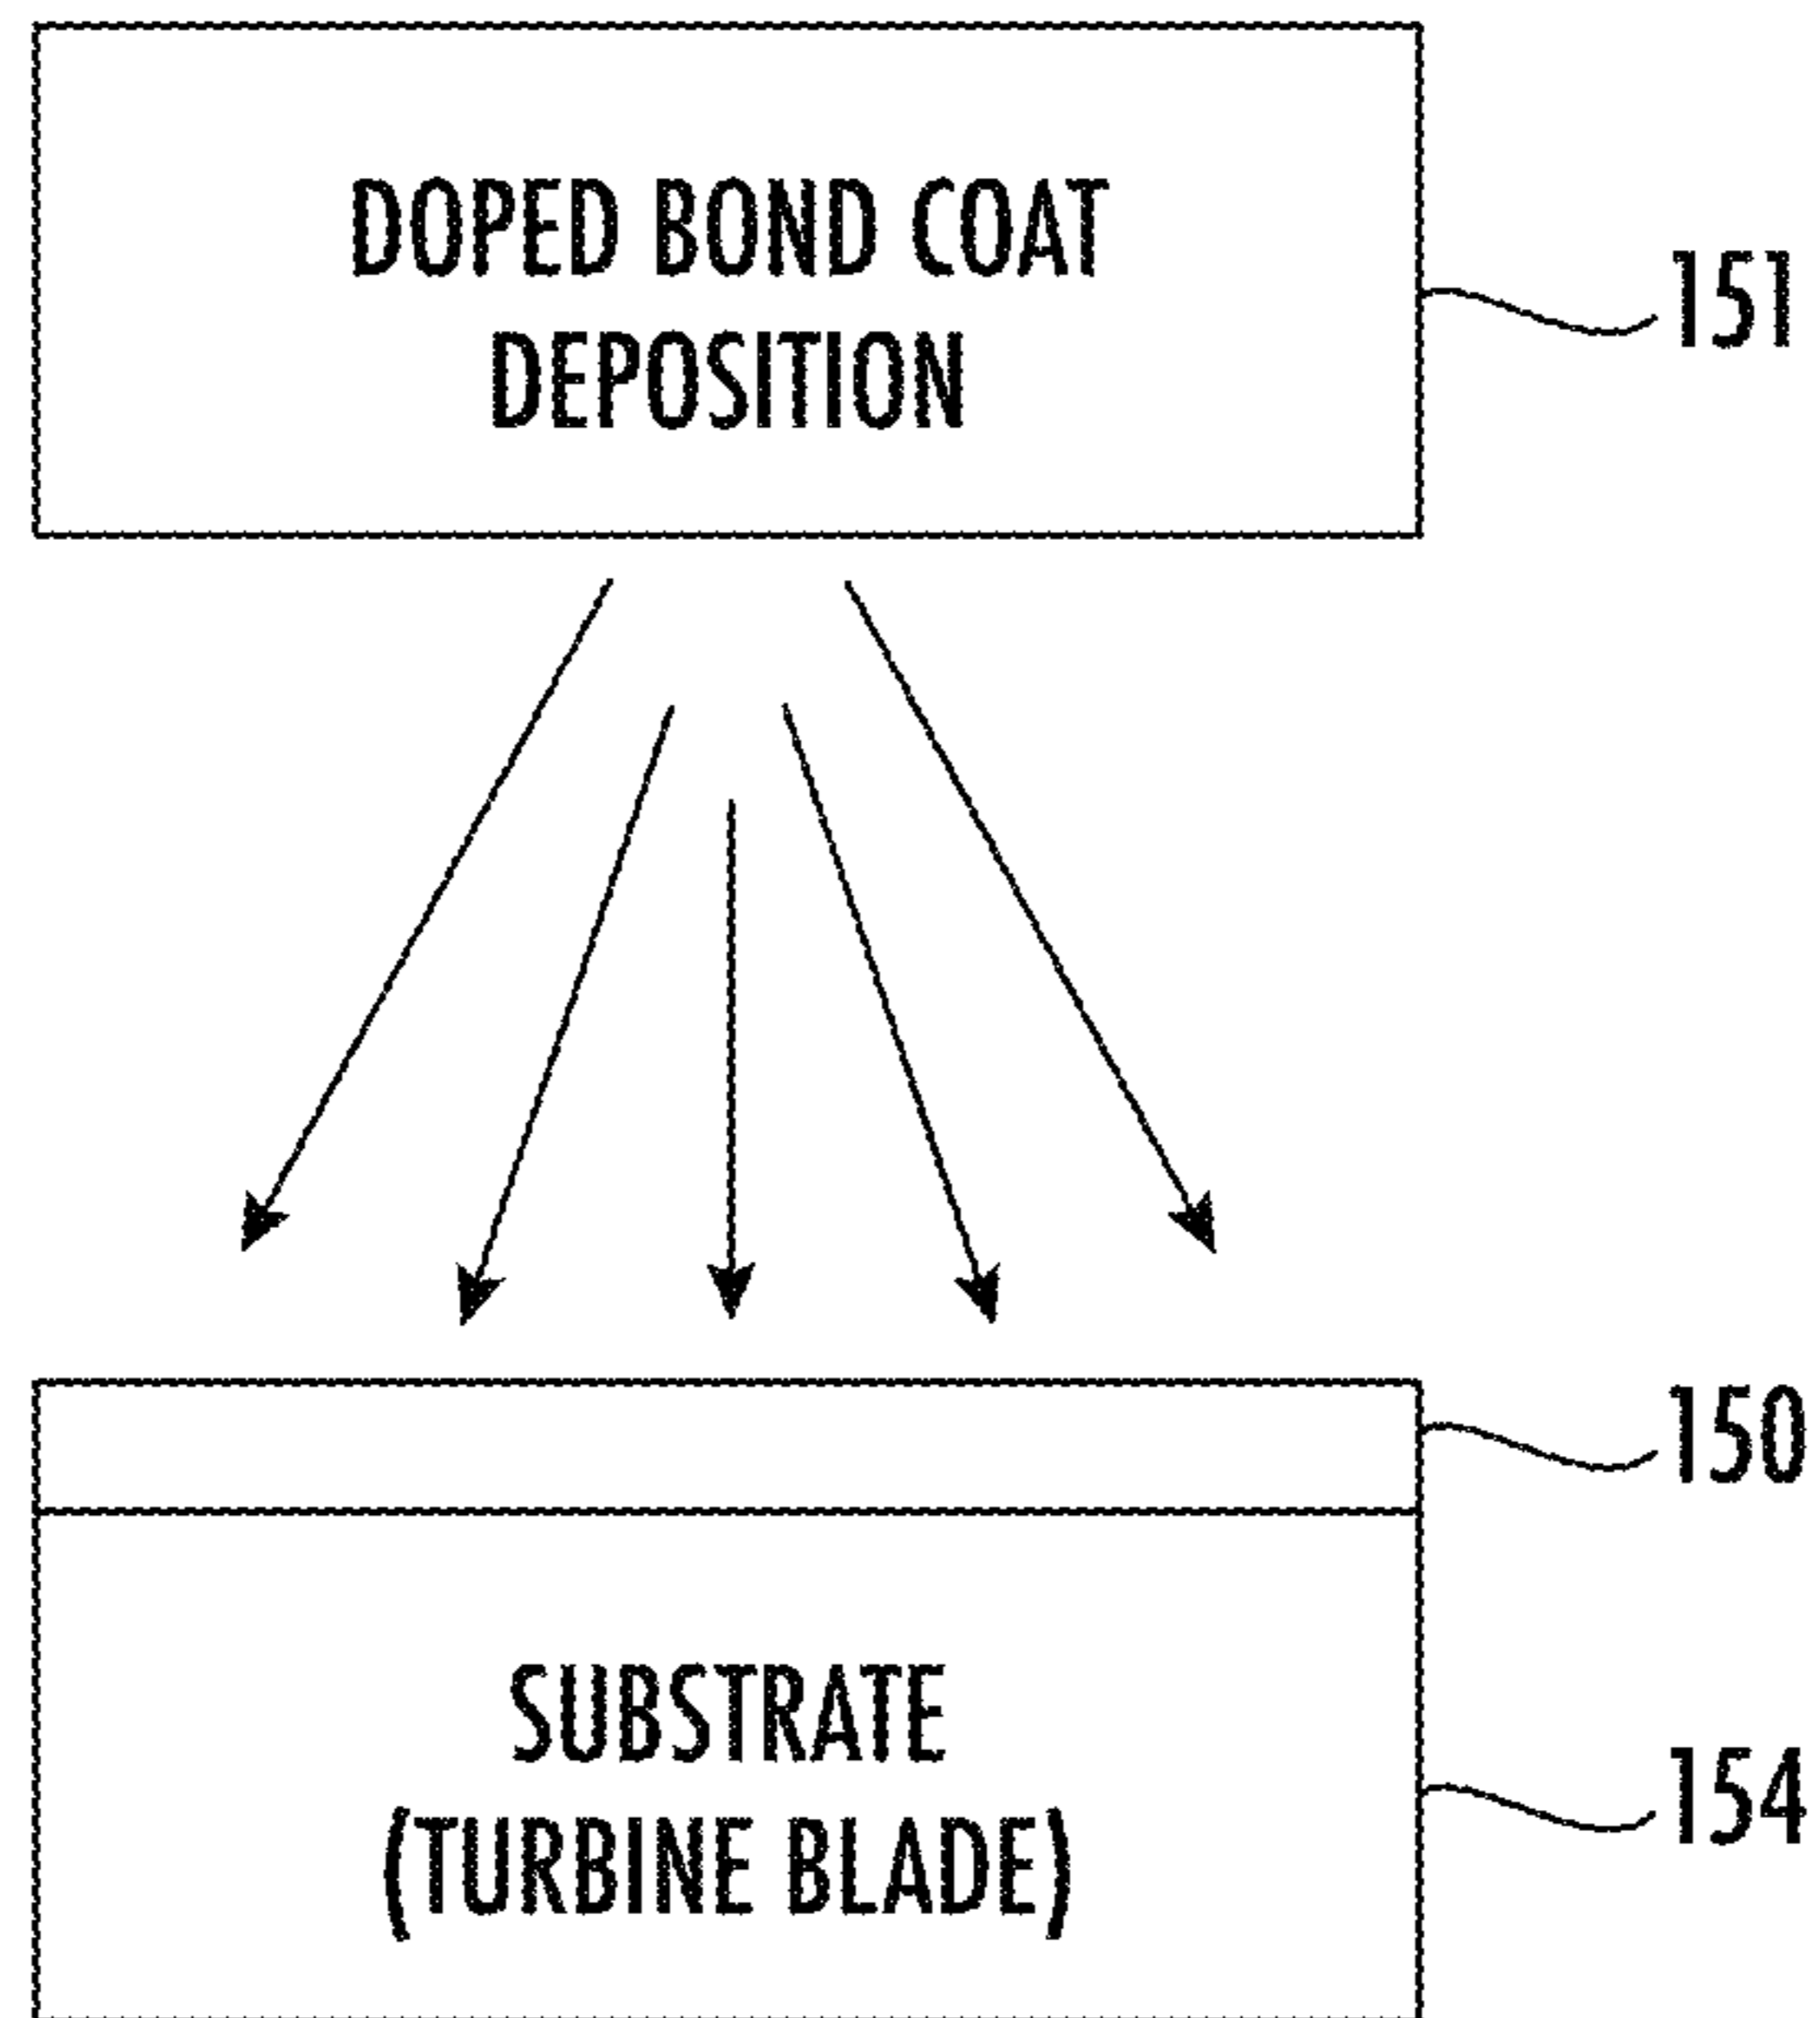 DOPED BOND COAT
DEPOSITION
151
150
SUBSTRATE
(TURBINE BLADE)
154